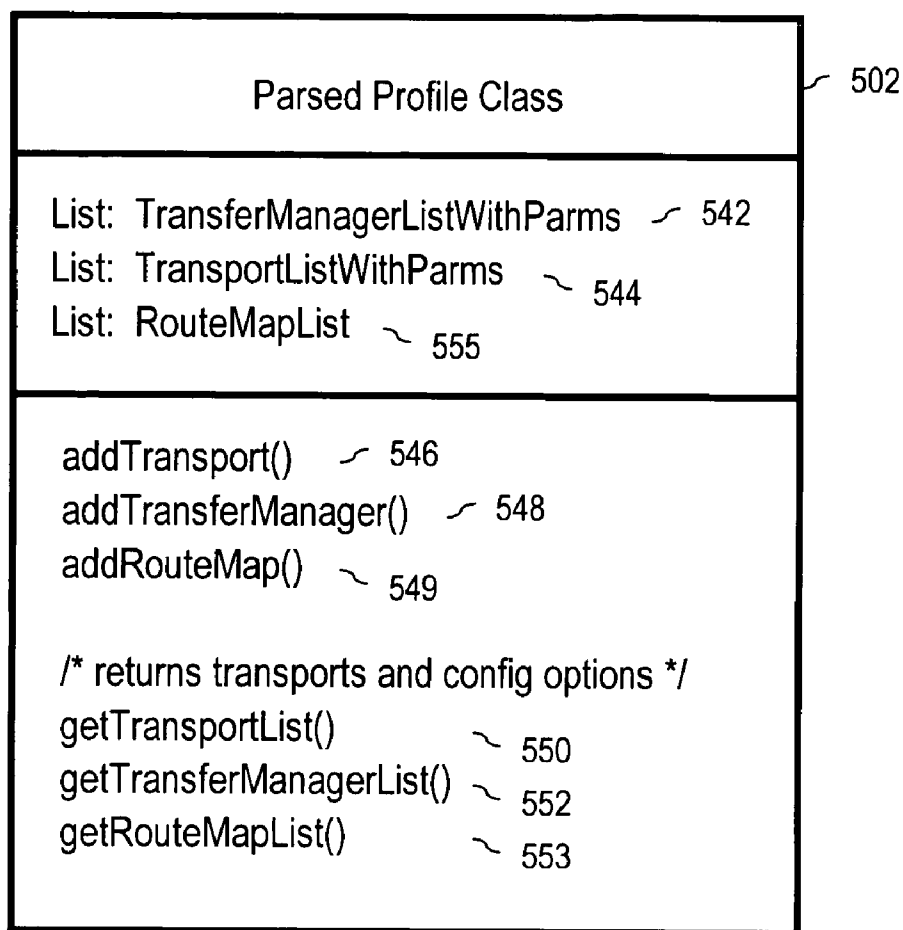 Parsed Profile Class 502
List: TransferManagerListWithParms 542
List: TransportListWithParms 544
List: RouteMapList 555
addTransport() 546
addTransferManager() 548
addRouteMap() 549
/* returns transports and config options */
getTransportList() 550
getTransferManagerList() 552
getRouteMapList() 553